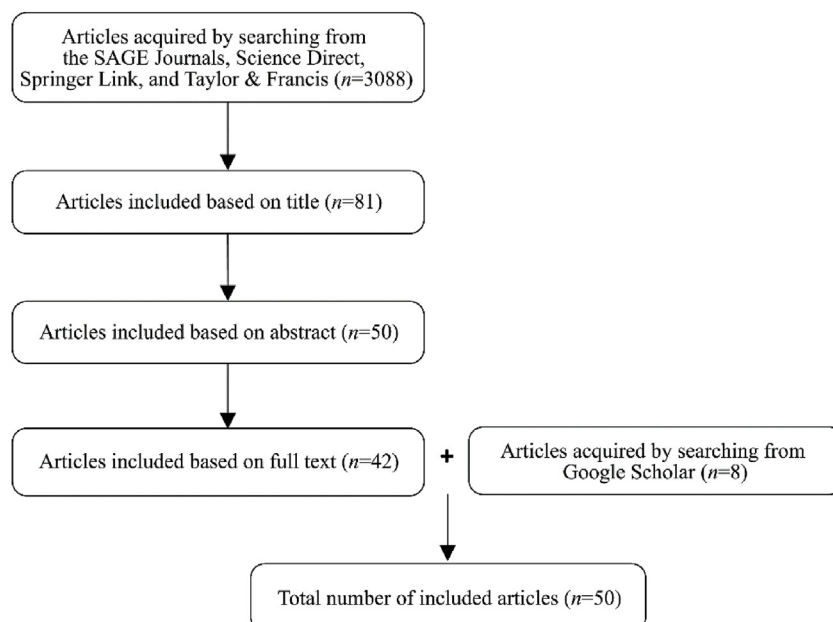 Articles acquired by searching from
the SAGE Journals, Science Direct,
Springer Link, and Taylor & Francis (n=3088)
Articles included based on title (n=81)
Articles included based on abstract (n=50)
Articles included based on full text (n=42)
+
Articles acquired by searching from
Google Scholar (n=8)
Total number of included articles (n=50)